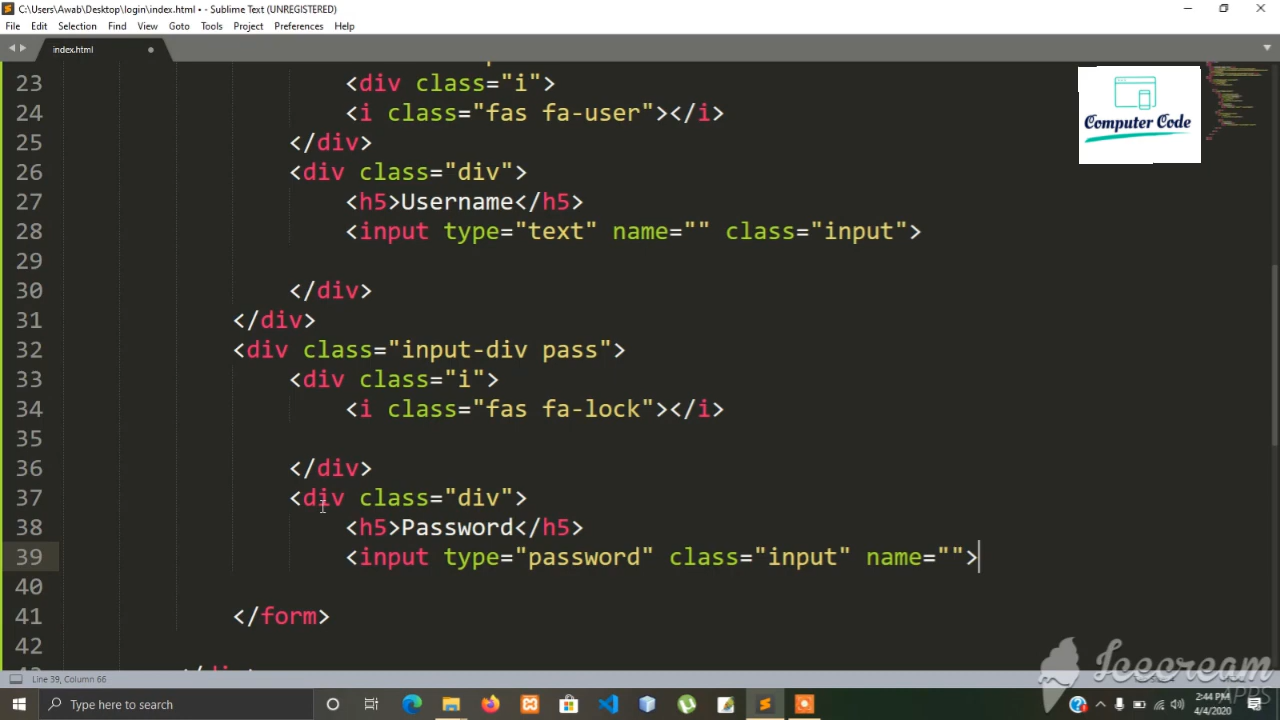 C:\Users\Awab\Desktop\login\index.html • - Sublime Text (UNREGISTERED)
File Edit Selection Find View Goto Tools Project Preferences Help
index.html
23 <div class="i">
24 <i class="fas fa-user"></i>
25 </div>
26 <div class="div">
27 <h5>Username</h5>
28 <input type="text" name="" class="input">
29
30 </div>
31 </div>
32 <div class="input-div pass">
33 <div class="i">
34 <i class="fas fa-lock"></i>
35
36 </div>
37 <div class="div">
38 <h5>Password</h5>
39 <input type="password" class="input" name="">
40
41 </form>
42
Computer Code
Line 39, Column 66
Icecream
APPS
Type here to search
2:44 PM
4/4/2020